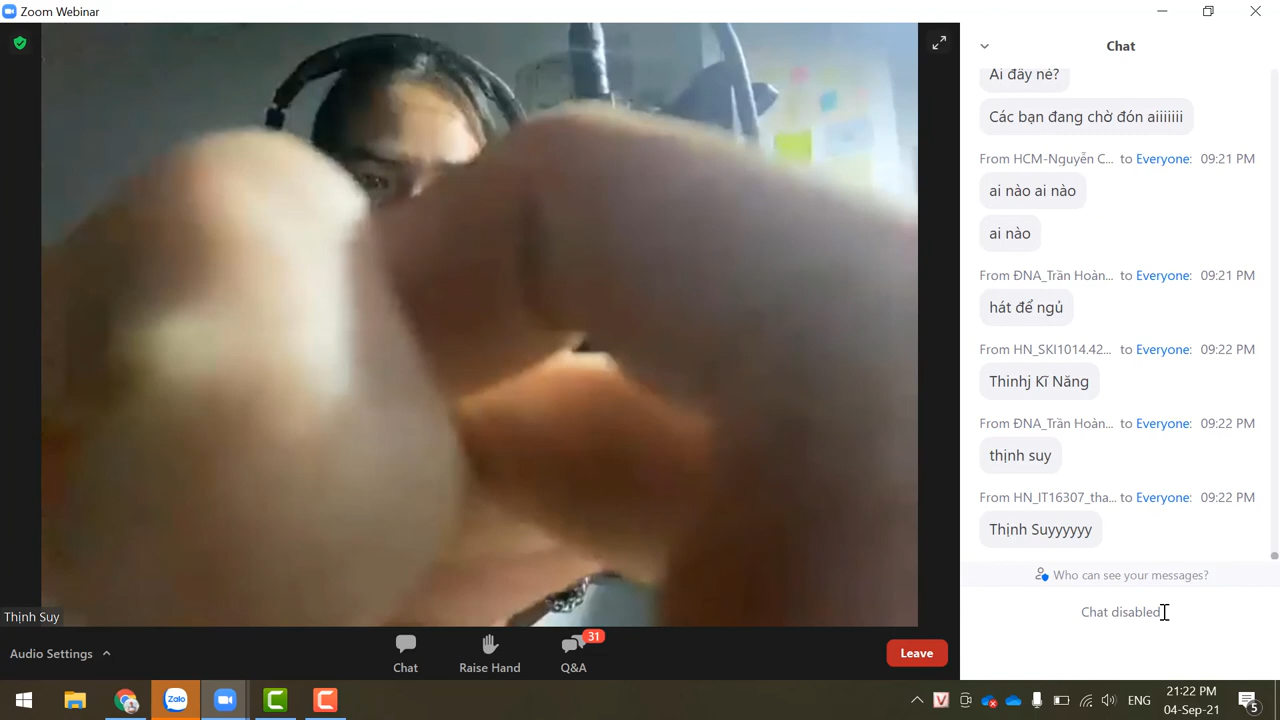 Zoom Webinar
Chat
Ai đây nè?
Các bạn đang chờ đón aiiiiiii
From HCM-Nguyễn C... to Everyone: 09:21 PM
ai nào ai nào
ai nào
From ĐNA_Trần Hoàn... to Everyone: 09:21 PM
hát để ngủ
From HN_SKI1014.42... to Everyone: 09:22 PM
Thinhj Kĩ Năng
From ĐNA_Trần Hoàn... to Everyone: 09:22 PM
thịnh suy
From HN_IT16307_tha... to Everyone: 09:22 PM
Thịnh Suyyyyyy
Who can see your messages?
Chat disabled
Thịnh Suy
Audio Settings
Chat
Raise Hand
31
Q&A
Leave
Zalo
ENG
21:22 PM
04-Sep-21
5